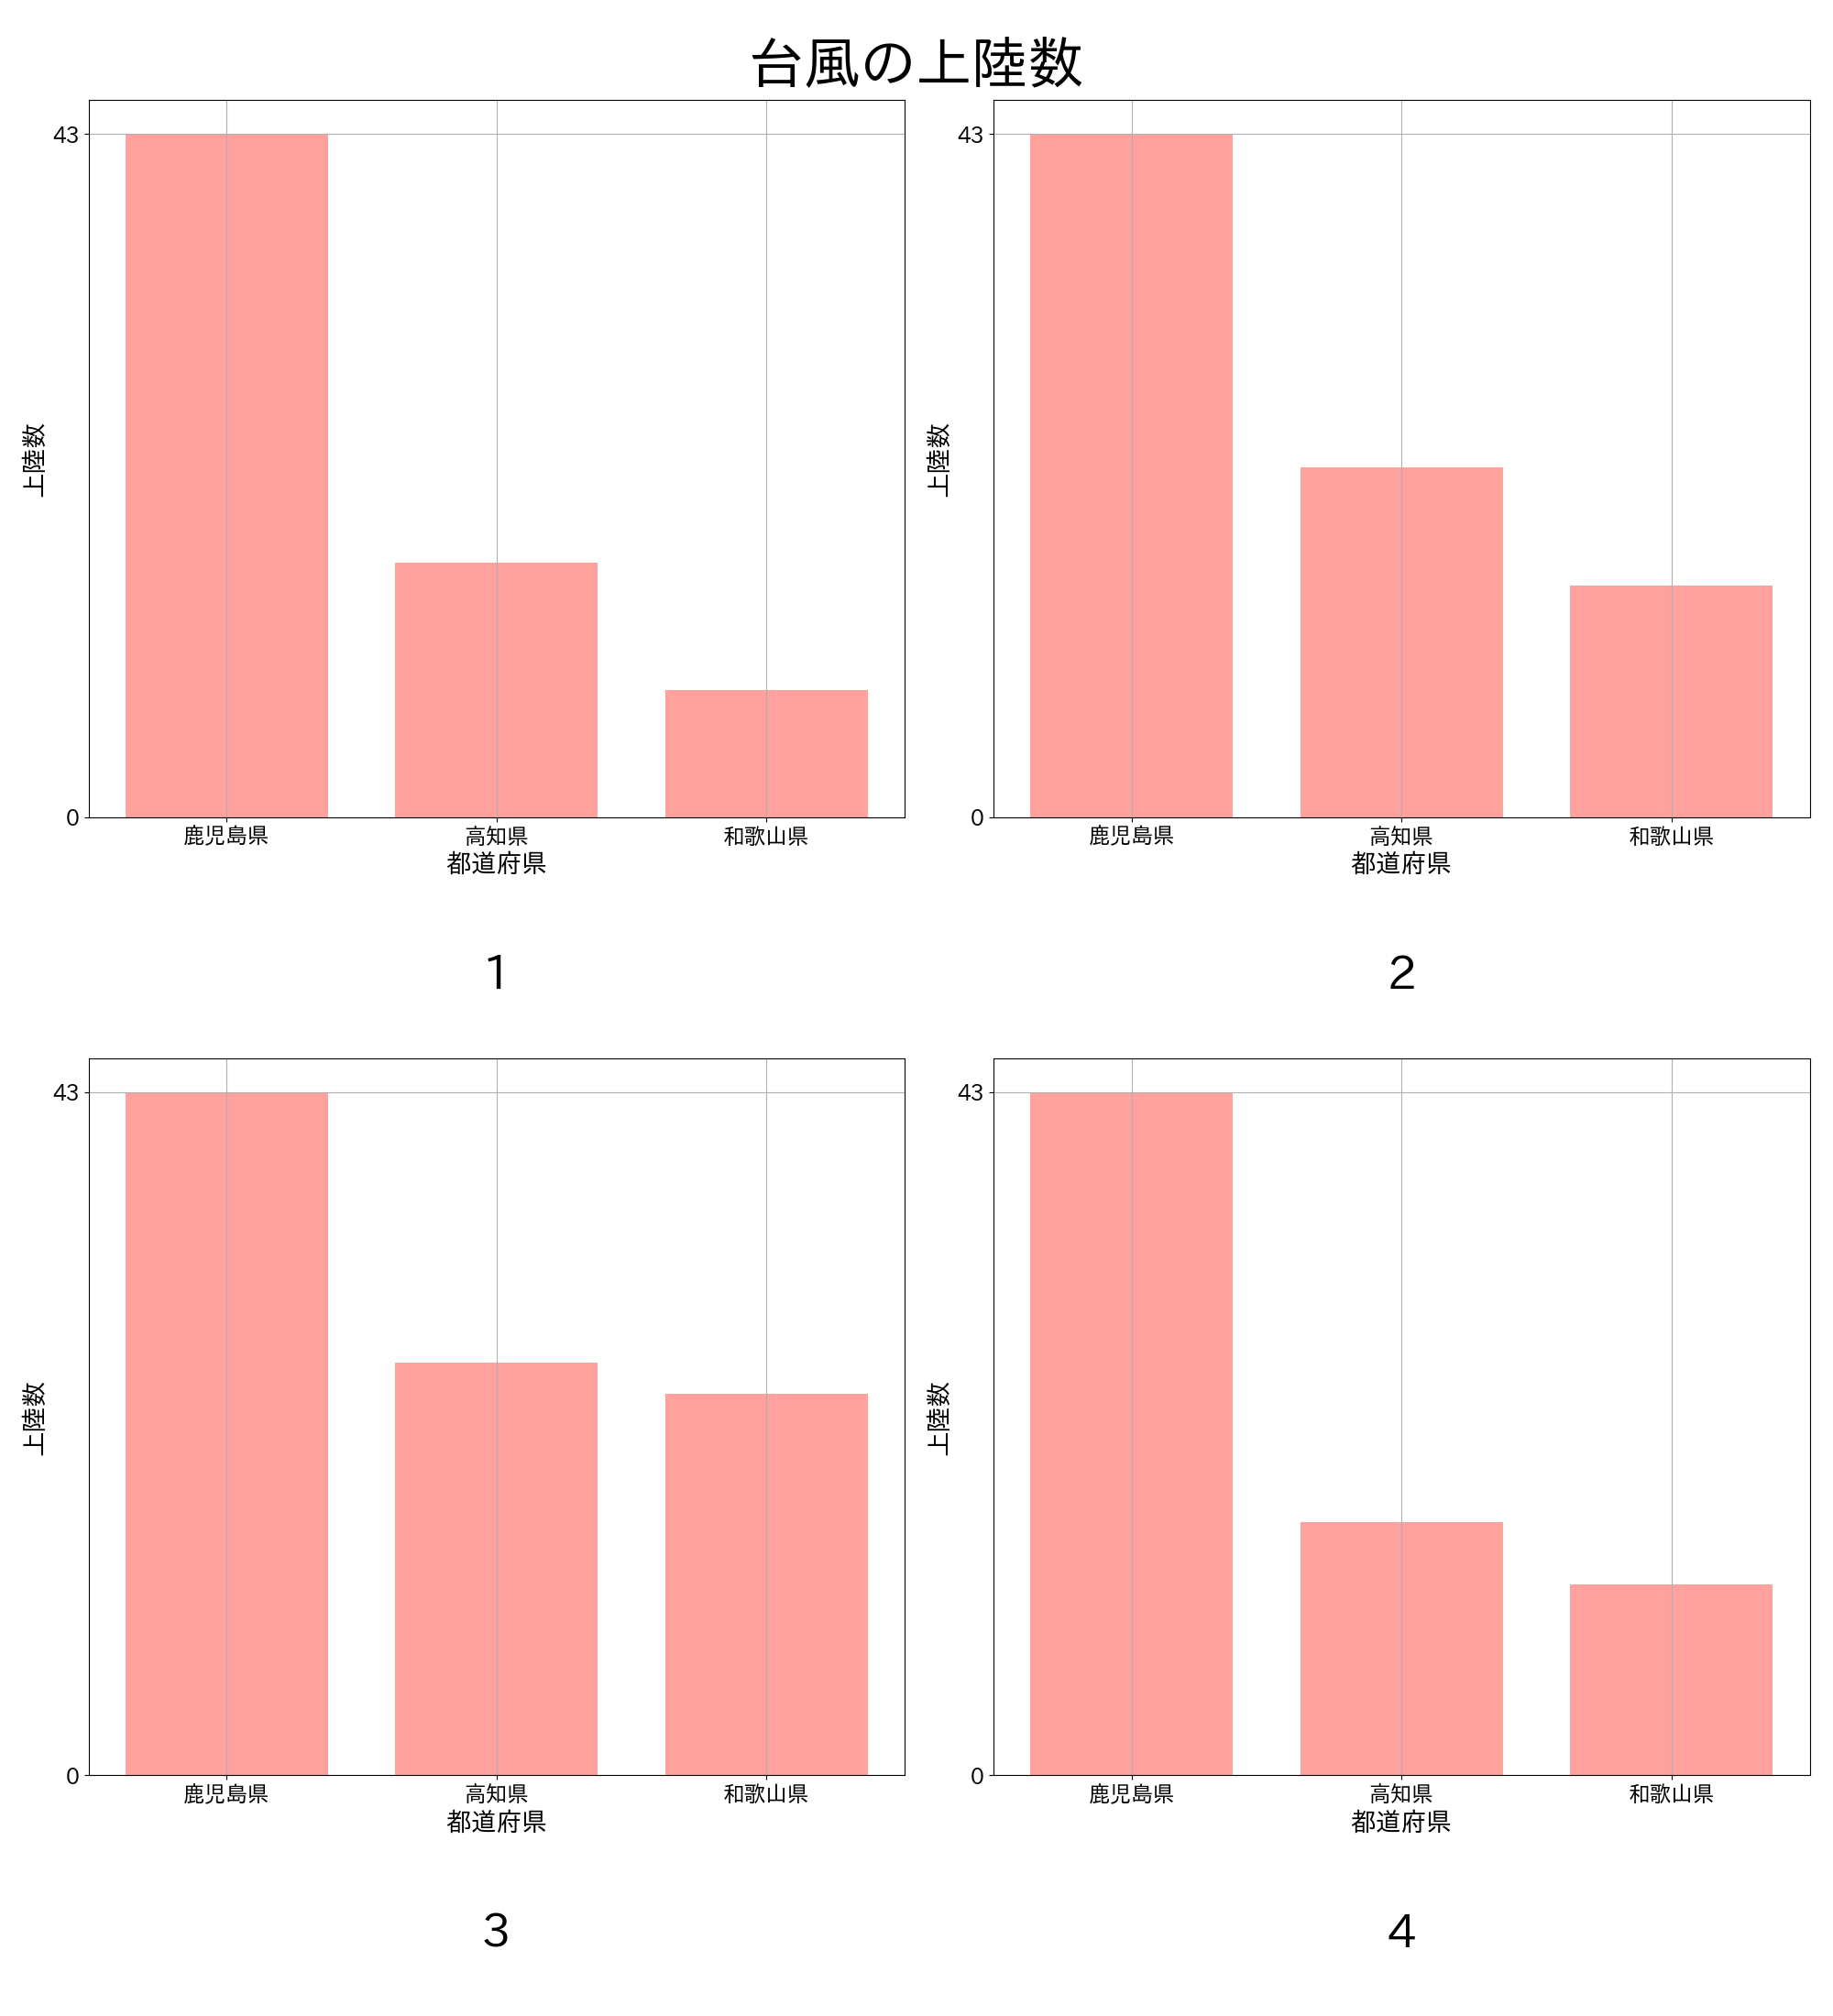 台風の上陸数
43
上陸数
0
鹿児島県 高知県 和歌山県
都道府県
1
43
上陸数
0
鹿児島県 高知県 和歌山県
都道府県
2
43
上陸数
0
鹿児島県 高知県 和歌山県
都道府県
3
43
上陸数
0
鹿児島県 高知県 和歌山県
都道府県
4